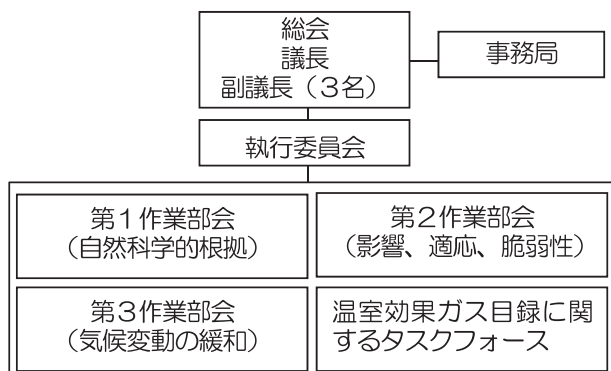 総会
議長
副議長（３名）
事務局
執行委員会
第１作業部会
（自然科学的根拠）
第２作業部会
（影響、適応、脆弱性）
第３作業部会
（気候変動の緩和）
温室効果ガス目録に関
するタスクフォース